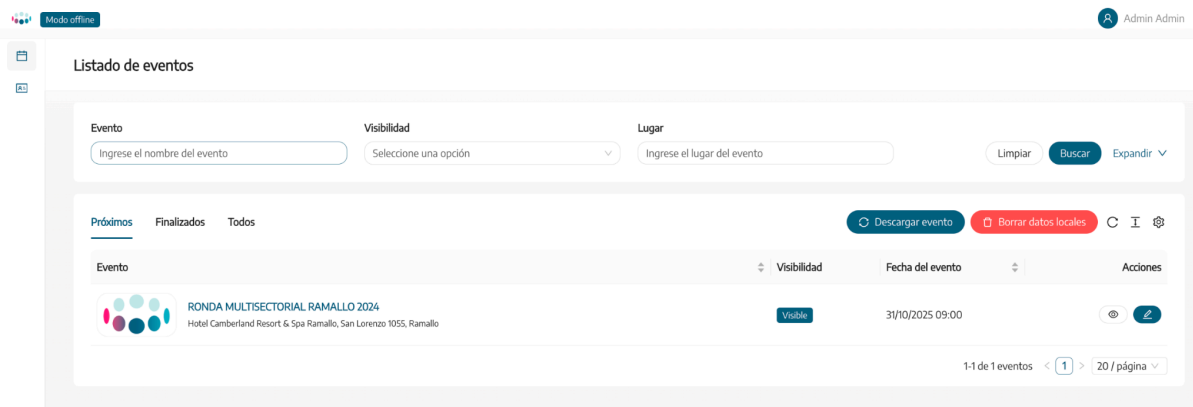 Modo offline
Admin Admin
Listado de eventos
Evento
Visibilidad
Lugar
Ingrese el nombre del evento
Seleccione una opción
Ingrese el lugar del evento
Limpiar
Buscar
Expandir
Próximos
Finalizados
Todos
Descargar evento
Borrar datos locales
Evento
Visibilidad
Fecha del evento
Acciones
RONDA MULTISECTORIAL RAMALLO 2024
Hotel Camberland Resort & Spa Ramallo, San Lorenzo 1055, Ramallo
Visible
31/10/2025 09:00
1-1 de 1 eventos
1
20 / página